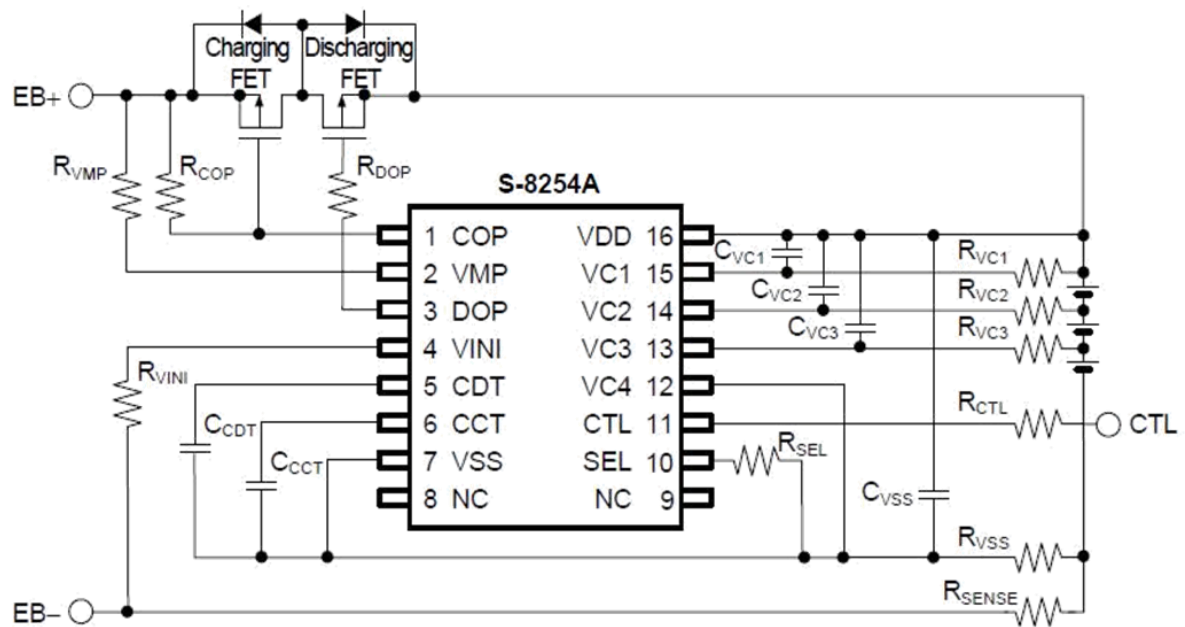 Charging Discharging
FET FET
EB+
RVMP RCOP RDOP
S-8254A
1 COP VDD 16
2 VMP VC1 15
3 DOP VC2 14
4 VINI VC3 13
5 CDT VC4 12
6 CCT CTL 11
7 VSS SEL 10
8 NC NC 9
CVC1 RVC1
CVC2 RVC2
CVC3 RVC3
RVINI
CCDT
CCCT
RCTL CTL
RSEL
CVSS
RVSS
RSENSE
EB−